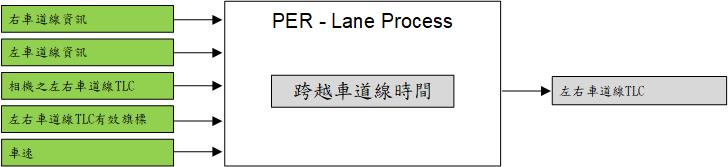 右車道線資訊
左車道線資訊
相機之左右車道線TLC
左右車道線TLC有效旗標
車速
PER - Lane Process
跨越車道線時間
左右車道線TLC